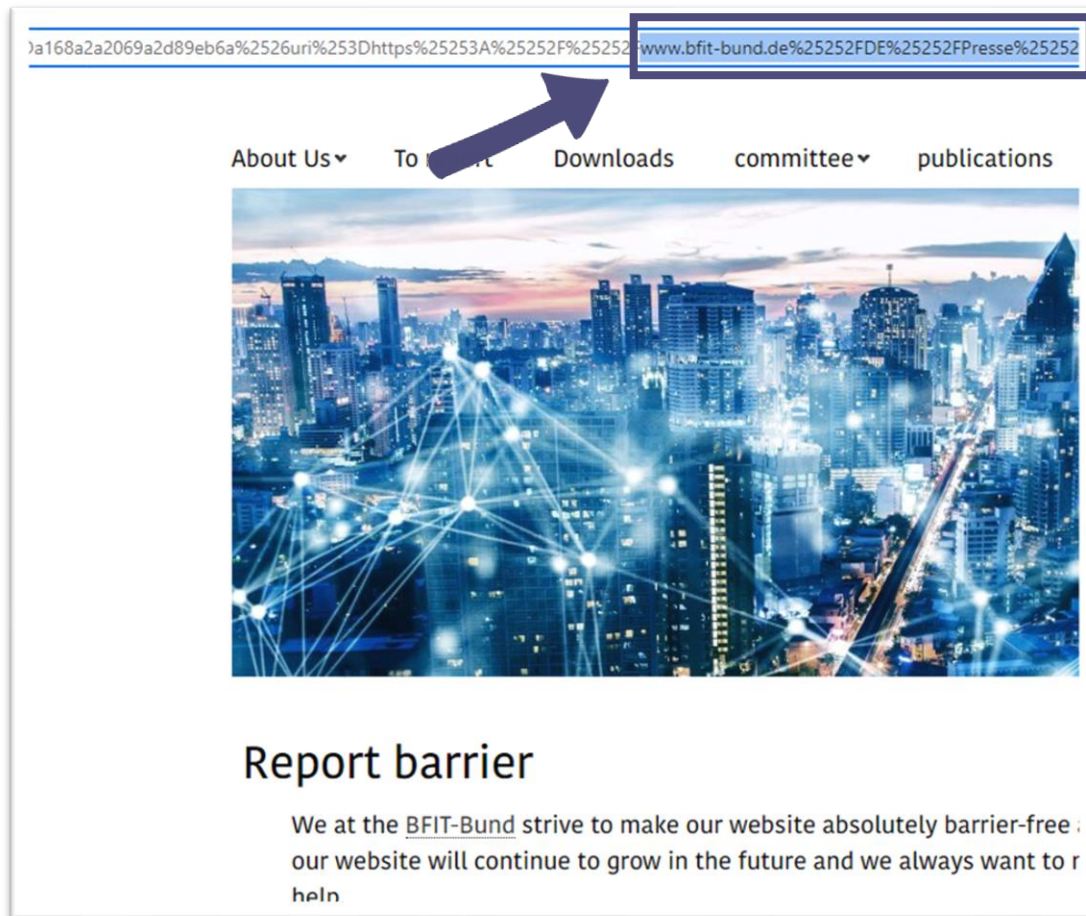 )a168a2a2069a2d89eb6a%2526uri%253Dhttps%25253A%25252F%25252Fwww.bfit-bund.de%25252FDE%25252FPresse%25252
About Us To Downloads committee publications
Report barrier
We at the BFIT-Bund strive to make our website absolutely barrier-free
our website will continue to grow in the future and we always want to
help